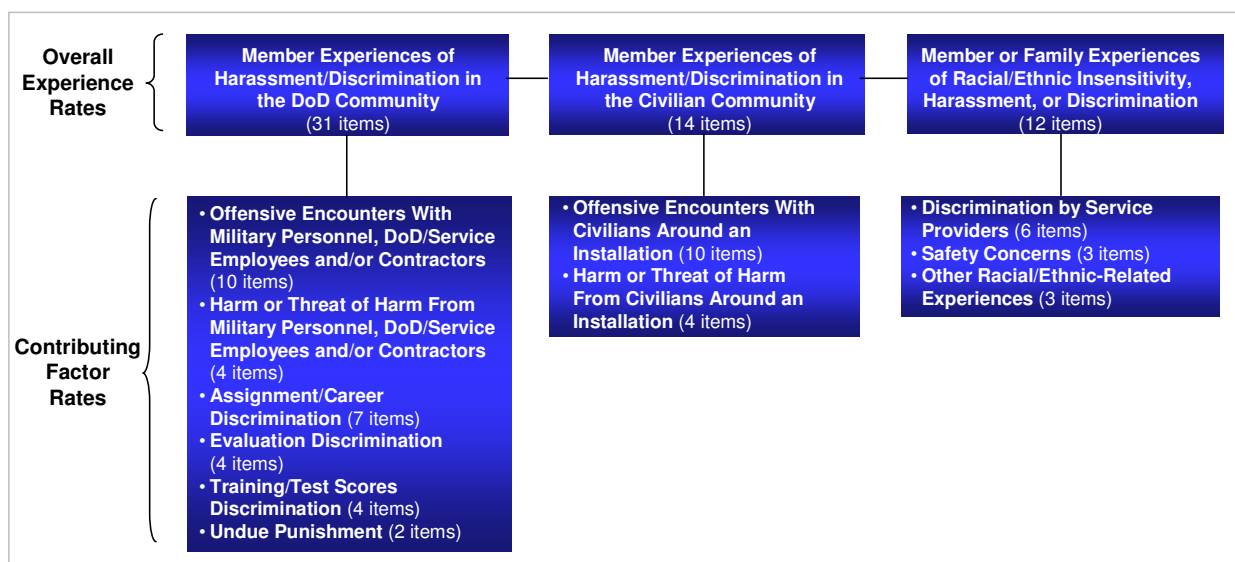 Overall
Experience
Rates
Member Experiences of
Harassment/Discrimination in
the DoD Community
(31 items)
Member Experiences of
Harassment/Discrimination in
the Civilian Community
(14 items)
Member or Family Experiences
of Racial/Ethnic Insensitivity,
Harassment, or Discrimination
(12 items)
Contributing
Factor
Rates
• Offensive Encounters With
Military Personnel, DoD/Service
Employees and/or Contractors
(10 items)
• Harm or Threat of Harm From
Military Personnel, DoD/Service
Employees and/or Contractors
(4 items)
• Assignment/Career
Discrimination (7 items)
• Evaluation Discrimination
(4 items)
• Training/Test Scores
Discrimination (4 items)
• Undue Punishment (2 items)
• Offensive Encounters With
Civilians Around an
Installation (10 items)
• Harm or Threat of Harm
From Civilians Around an
Installation (4 items)
• Discrimination by Service
Providers (6 items)
• Safety Concerns (3 items)
• Other Racial/Ethnic-Related
Experiences (3 items)